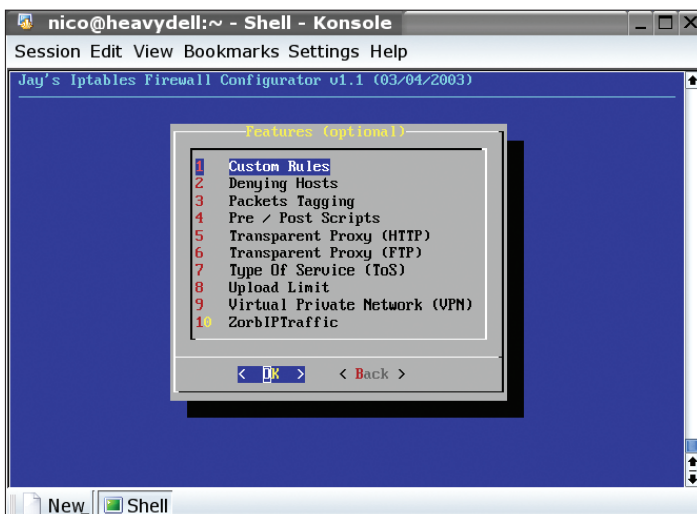 nico@heavydell:~ - Shell - Konsole
Session Edit View Bookmarks Settings Help
Jay's Iptables Firewall Configurator v1.1 (03/04/2003)
Features (optional)
1 Custom Rules
2 Denying Hosts
3 Packets Tagging
4 Pre / Post Scripts
5 Transparent Proxy (HTTP)
6 Transparent Proxy (FTP)
7 Type Of Service (ToS)
8 Upload Limit
9 Virtual Private Network (VPN)
10 ZorbIPTraffic
< OK > < Back >
New Shell